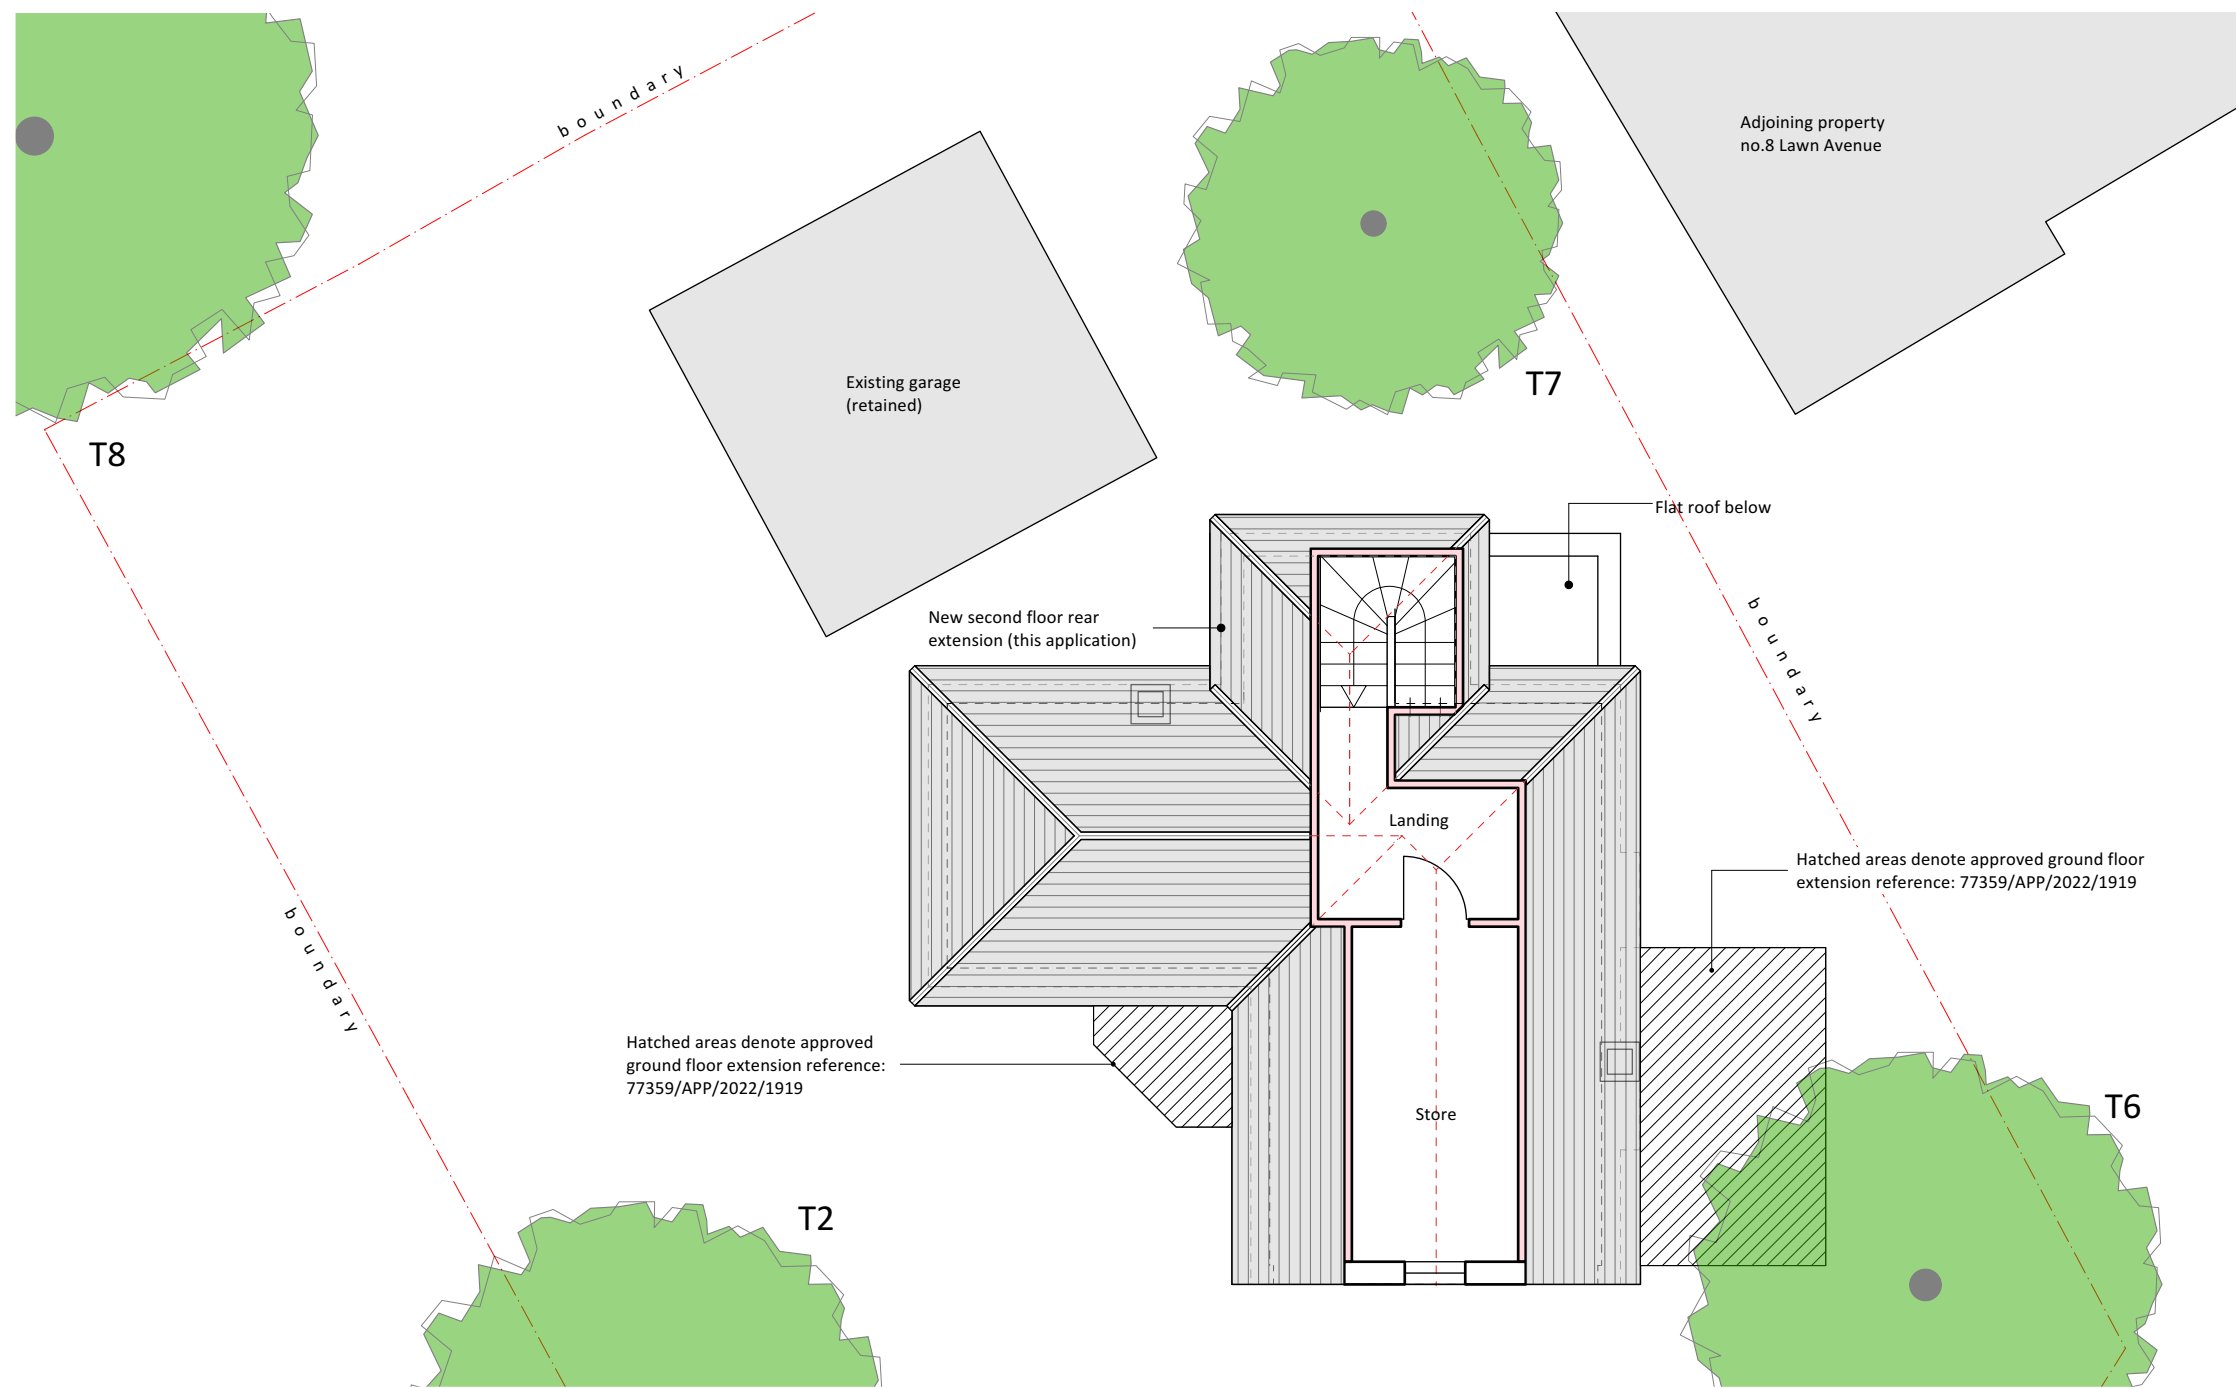 boundary
Adjoining property
no.8 Lawn Avenue
Existing garage
(retained)
T7
T8
Flat roof below
New second floor rear
extension (this application)
boundary
Landing
Hatched areas denote approved ground floor
extension reference: 77359/APP/2022/1919
boundary
Hatched areas denote approved
ground floor extension reference:
77359/APP/2022/1919
Store
T6
T2